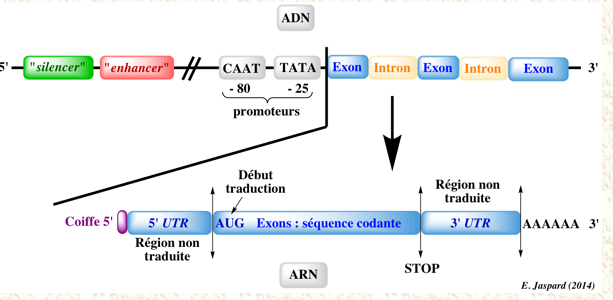 ADN
5'
"silencer"
"enhancer"
CAAT
TATA
Exon
Intron
Exon
Intron
Exon
3'
- 80
- 25
promoteurs
Début
traduction
Région non
traduite
Coiffe 5'
5' UTR
AUG
Exons : séquence codante
3' UTR
AAAAAA
3'
Région non
traduite
STOP
ARN
E. Jaspard (2014)